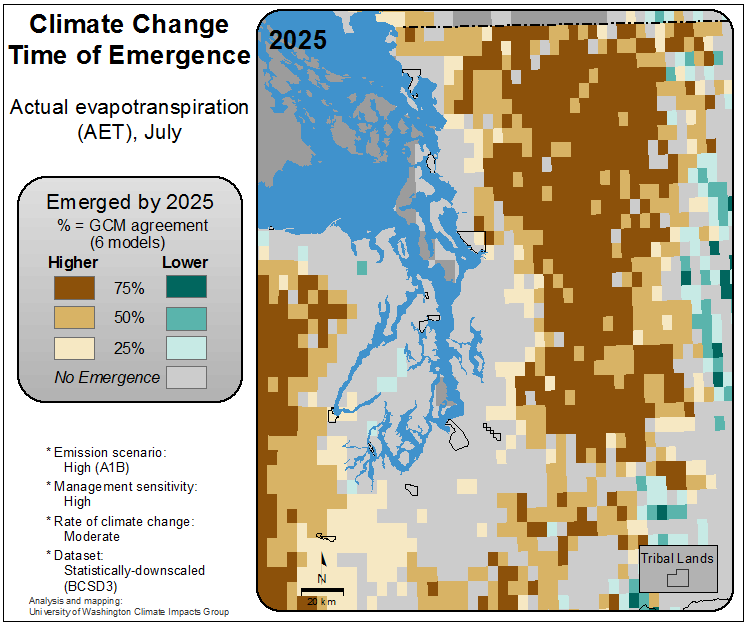 Climate Change
Time of Emergence
Actual evapotranspiration
(AET), July
Emerged by 2025
% = GCM agreement
(6 models)
Higher Lower
75%
50%
25%
No Emergence
* Emission scenario:
High (A1B)
* Management sensitivity:
High
* Rate of climate change:
Moderate
* Dataset:
Statistically-downscaled
(BCSD3)
Analysis and mapping:
University of Washington Climate Impacts Group
2025
N
20 km
Tribal Lands